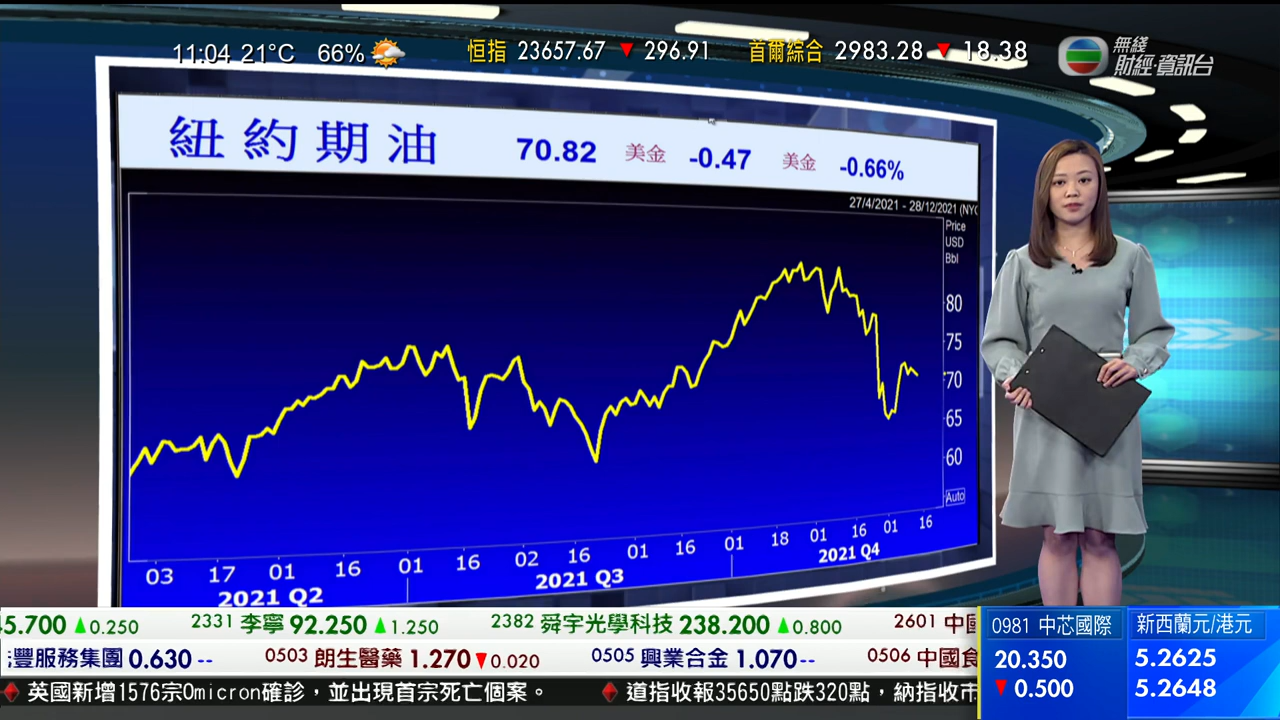 11:04 21°C 66% 恒指 23657.67 ▼ 296.91 首爾綜合 2983.28 ▼ 18.38
無綫
財經·資訊台
紐約期油 70.82 美金 -0.47 美金 -0.66%
27/4/2021 - 28/12/2021 (NYC
Price
USD
Bbl
80
75
70
65
60
Auto
03 17 01 16 01 16 02 16 01 16 01 18 01 16 01 16
2021 Q2 2021 Q3 2021 Q4
45.700 ▲0.250 2331 李寧 92.250 ▲1.250 2382 舜宇光學科技 238.200 ▲0.800 2601 中國
豐服務集團 0.630 -- 0503 朗生醫藥 1.270 ▼0.020 0505 興業合金 1.070 -- 0506 中國食
英國新增1576宗Omicron確診，並出現首宗死亡個案。 道指收報35650點跌320點，納指收市
0981 中芯國際
20.350
▼ 0.500
新西蘭元/港元
5.2625
5.2648